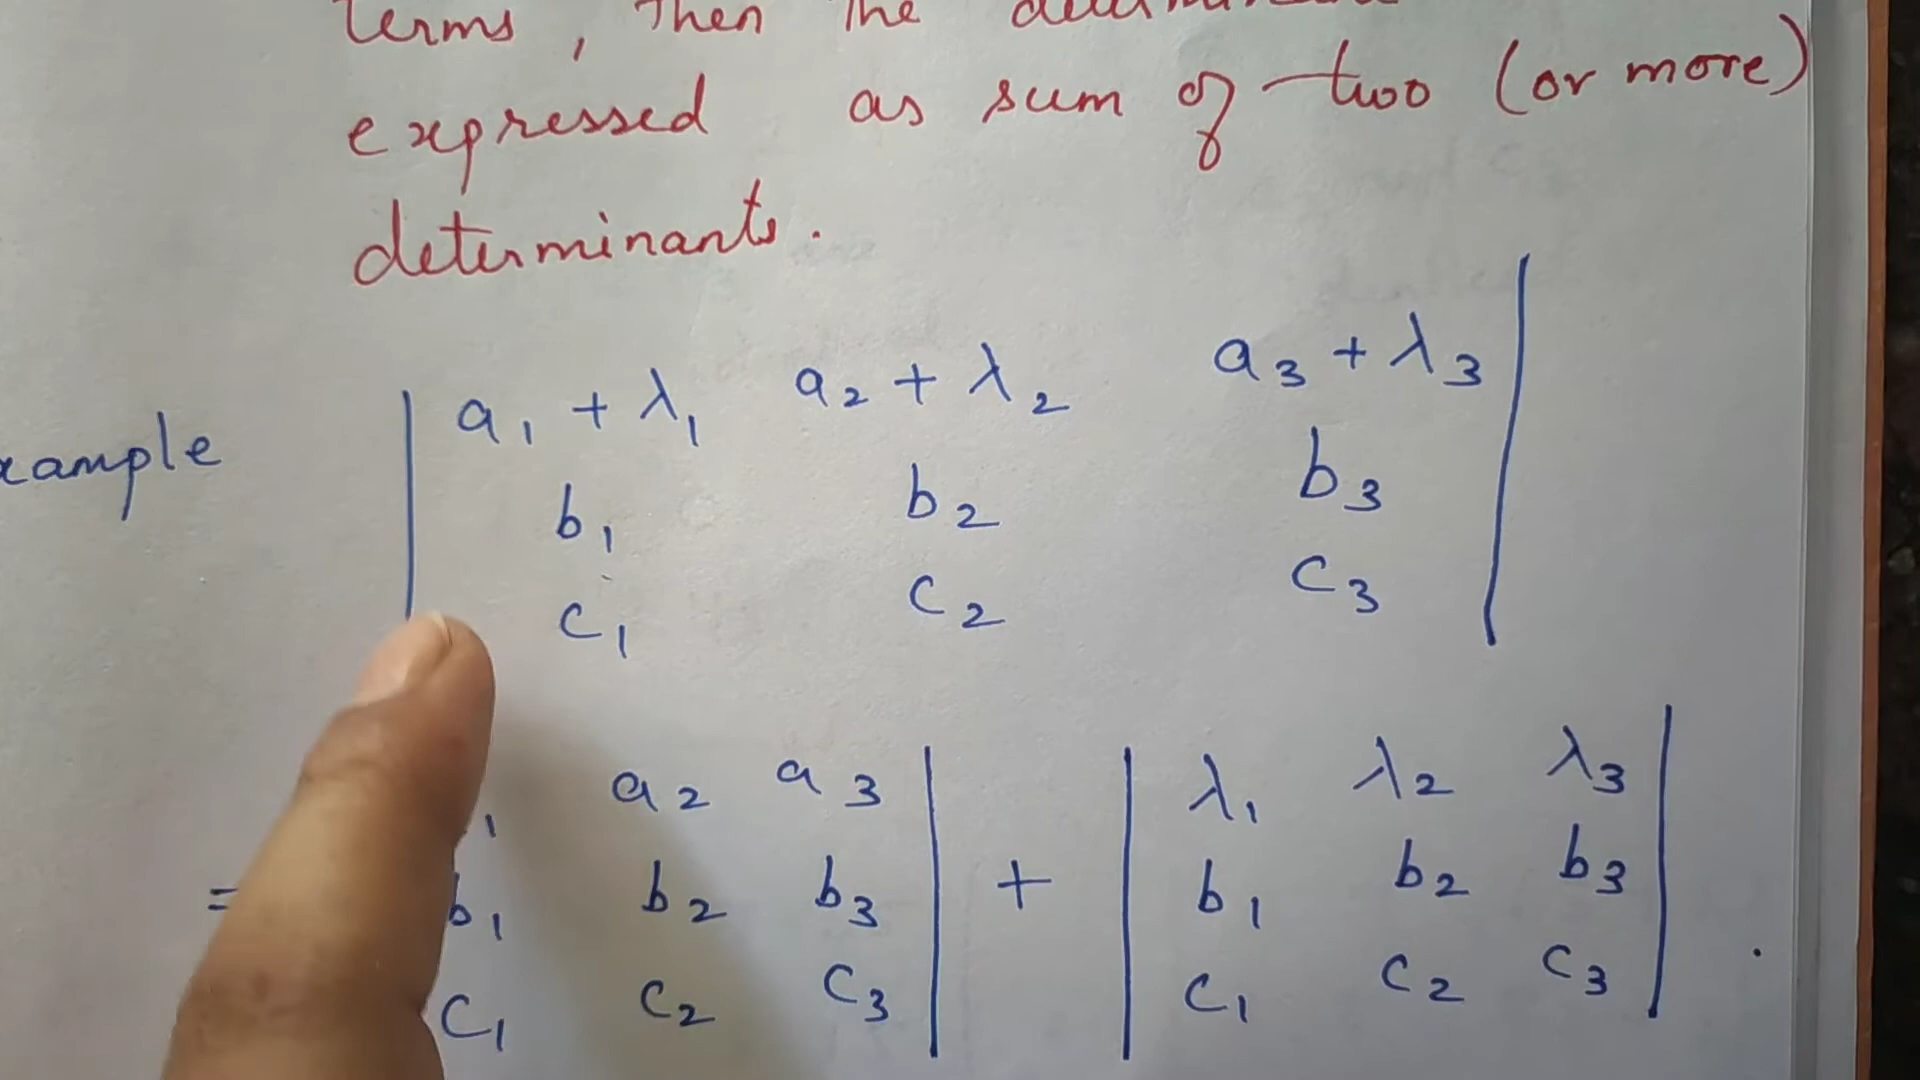 terms, then the
expressed as sum of two (or more)
determinants.
xample | a₁ + λ₁ a₂ + λ₂ a₃ + λ₃ |
b₁ b₂ b₃
c₁ c₂ c₃
₁ a₂ a₃ | | λ₁ λ₂ λ₃ |
= b₁ b₂ b₃ + b₁ b₂ b₃
c₁ c₂ c₃ c₁ c₂ c₃ .